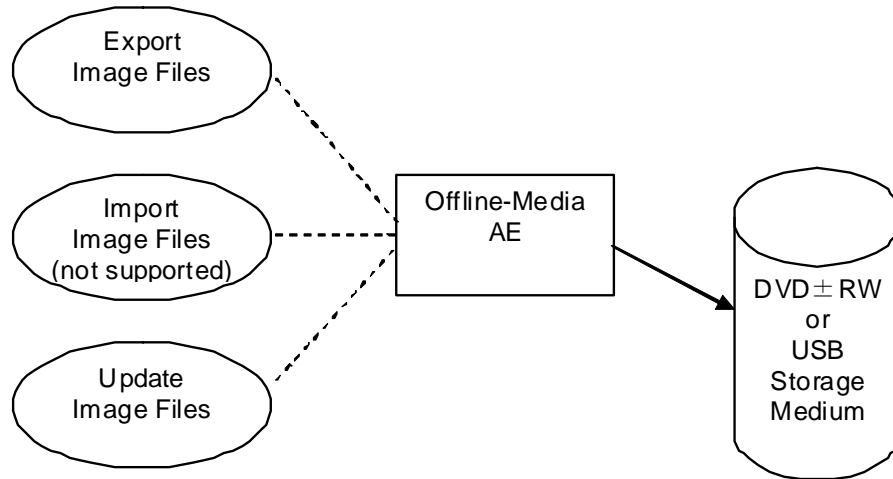 Export
Image Files
Import
Image Files
(not supported)
Update
Image Files
Offline-Media
AE
DVD±RW
or
USB
Storage
Medium